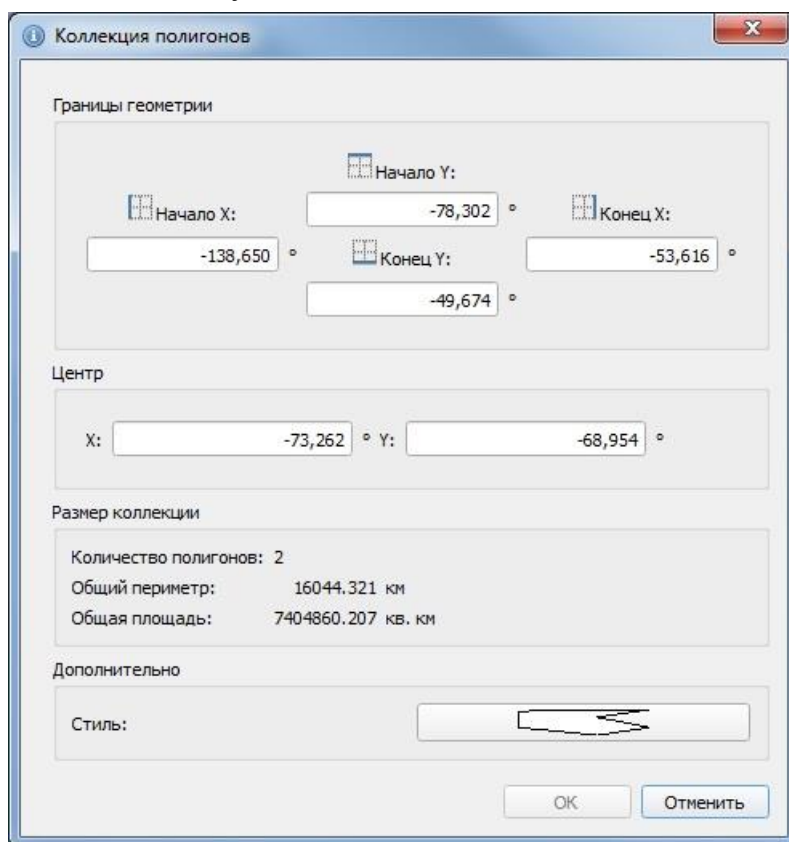 Коллекция полигонов
Границы геометрии
Начало Y:
-78,302 °
Начало X:
-138,650 °
Конец X:
-53,616 °
Конец Y:
-49,674 °
Центр
X: -73,262 ° Y: -68,954 °
Размер коллекции
Количество полигонов: 2
Общий периметр: 16044.321 км
Общая площадь: 7404860.207 кв. км
Дополнительно
Стиль:
OK Отменить